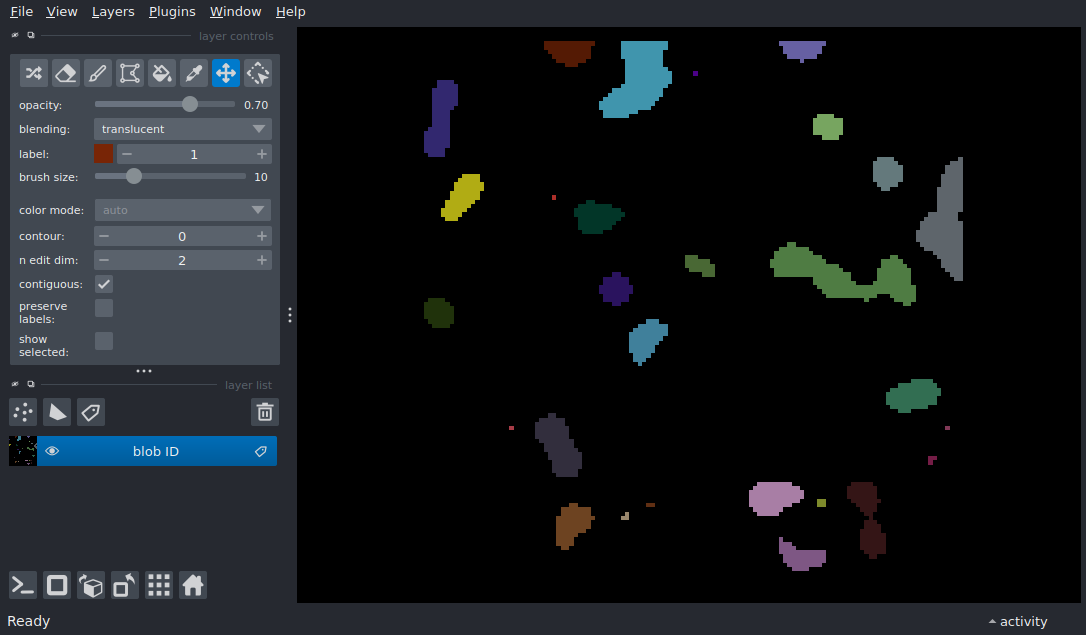 File View Layers Plugins Window Help
layer controls
opacity: 0.70
blending: translucent
label: 1
brush size: 10
color mode: auto
contour: 0
n edit dim: 2
contiguous:
preserve
labels:
show
selected:
layer list
blob ID
Ready
activity